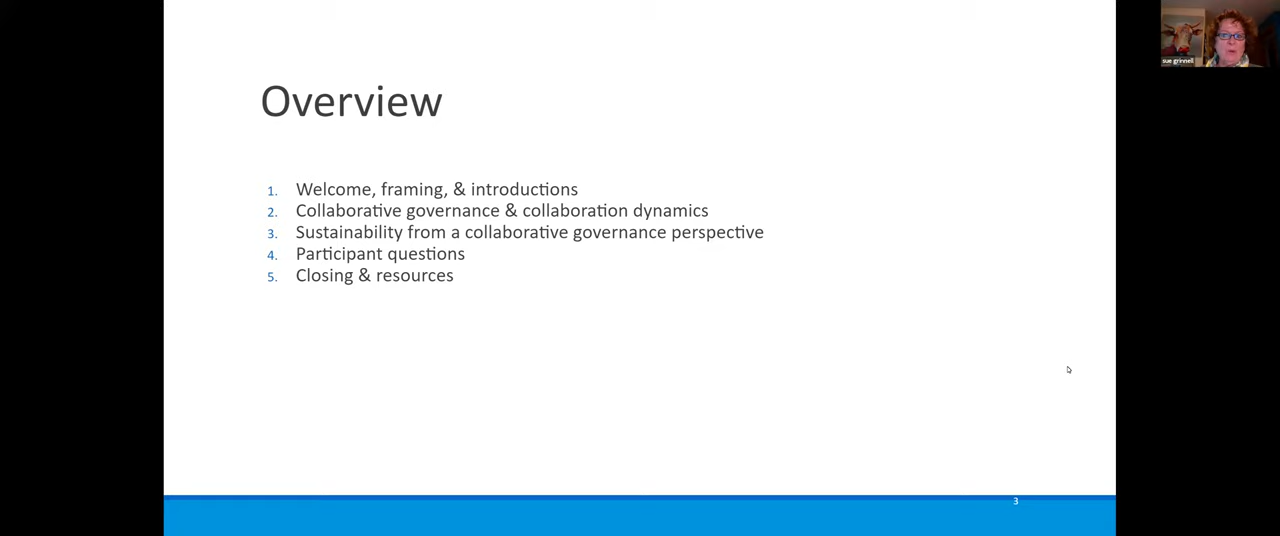 sue grinnell
Overview
1. Welcome, framing, & introductions
2. Collaborative governance & collaboration dynamics
3. Sustainability from a collaborative governance perspective
4. Participant questions
5. Closing & resources
3